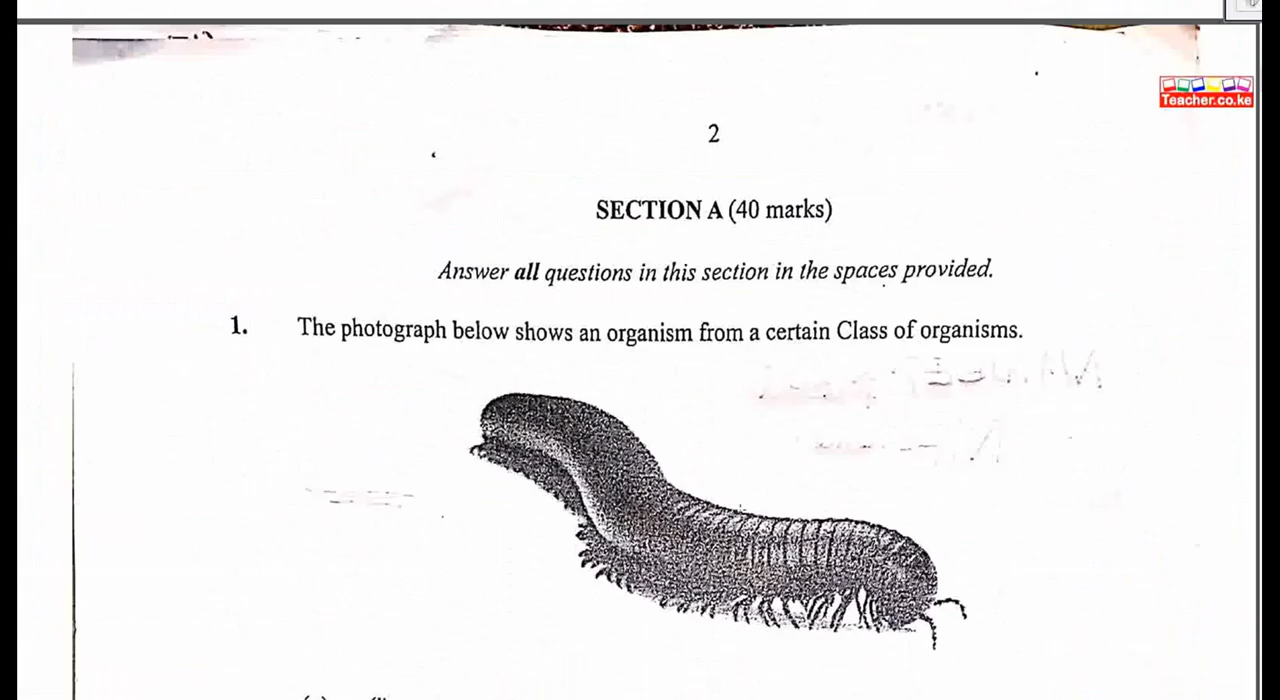 Teacher.co.ke
2
SECTION A (40 marks)
Answer all questions in this section in the spaces provided.
1. The photograph below shows an organism from a certain Class of organisms.